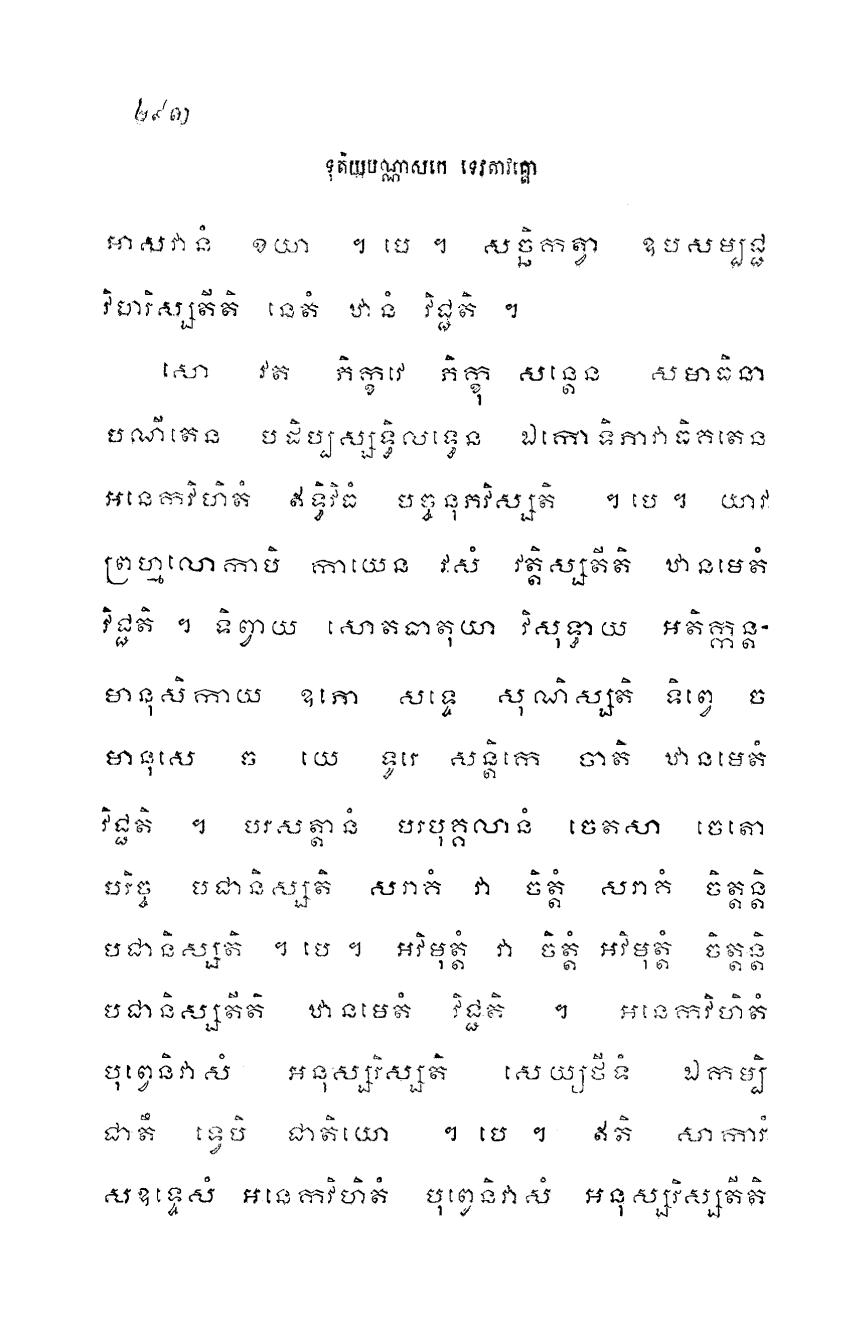 ២៩៣
ទុតិយបណ្ណាសកេ ទេវតាវគ្គោ
អាសវានំ ខយា ។ បេ ។ សច្ឆិកត្វា ឧបសម្បជ្ជ
វិហរិស្សតីតិ នេតំ ឋានំ វិជ្ជតិ ។
សោ វត ភិក្ខវេ ភិក្ខុ សន្តេន សមាធិនា
បណីតេន បដិប្បស្សទ្ធិលទ្ធេន ឯកោទិភាវាធិកតេន
អនេកវិហិតំ ឥទ្ធិវិធំ បច្ចនុភវិស្សតិ ។ បេ ។ យាវ
ព្រហ្មលោកាបិ កាយេន វសំ វត្តិស្សតីតិ ឋានមេតំ
វិជ្ជតិ ។ ទិព្វាយ សោតធាតុយា វិសុទ្ធាយ អតិក្កន្ត-
មានុសិកាយ ឧភោ សទ្ទេ សុណិស្សតិ ទិព្វេ ច
មានុសេ ច យេ ទូរេ សន្តិកេ ចាតិ ឋានមេតំ
វិជ្ជតិ ។ បរសត្តានំ បរបុគ្គលានំ ចេតសា ចេតោ
បរិច្ច បជានិស្សតិ សរាគំ វា ចិត្តំ សរាគំ ចិត្តន្តិ
បជានិស្សតិ ។ បេ ។ អវិមុត្តំ វា ចិត្តំ អវិមុត្តំ ចិត្តន្តិ
បជានិស្សតីតិ ឋានមេតំ វិជ្ជតិ ។ អនេកវិហិតំ
បុព្វេនិវាសំ អនុស្សរិស្សតិ សេយ្យថីទំ ឯកម្បិ
ជាតឹ ទ្វេបិ ជាតិយោ ។ បេ ។ ឥតិ សាការំ
សឧទ្ទេសំ អនេកវិហិតំ បុព្វេនិវាសំ អនុស្សរិស្សតីតិ